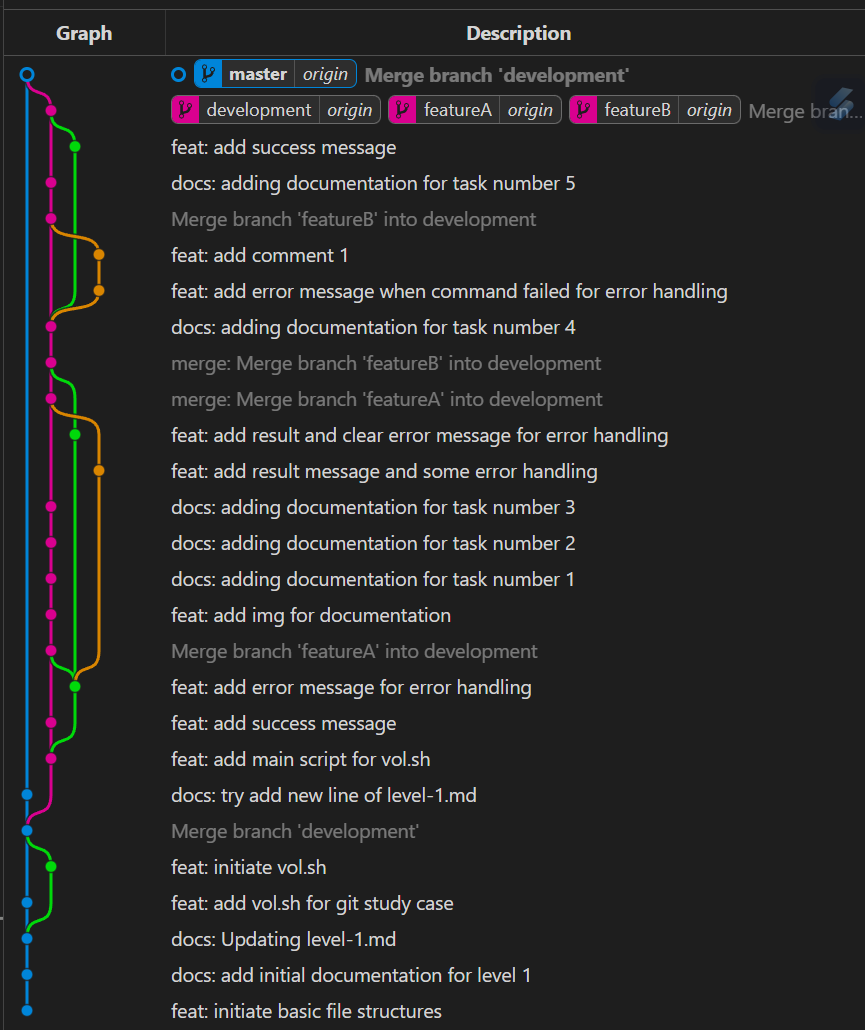 Graph Description
master origin Merge branch 'development'
development origin featureA origin featureB origin Merge bran...
feat: add success message
docs: adding documentation for task number 5
Merge branch 'featureB' into development
feat: add comment 1
feat: add error message when command failed for error handling
docs: adding documentation for task number 4
merge: Merge branch 'featureB' into development
merge: Merge branch 'featureA' into development
feat: add result and clear error message for error handling
feat: add result message and some error handling
docs: adding documentation for task number 3
docs: adding documentation for task number 2
docs: adding documentation for task number 1
feat: add img for documentation
Merge branch 'featureA' into development
feat: add error message for error handling
feat: add success message
feat: add main script for vol.sh
docs: try add new line of level-1.md
Merge branch 'development'
feat: initiate vol.sh
feat: add vol.sh for git study case
docs: Updating level-1.md
docs: add initial documentation for level 1
feat: initiate basic file structures